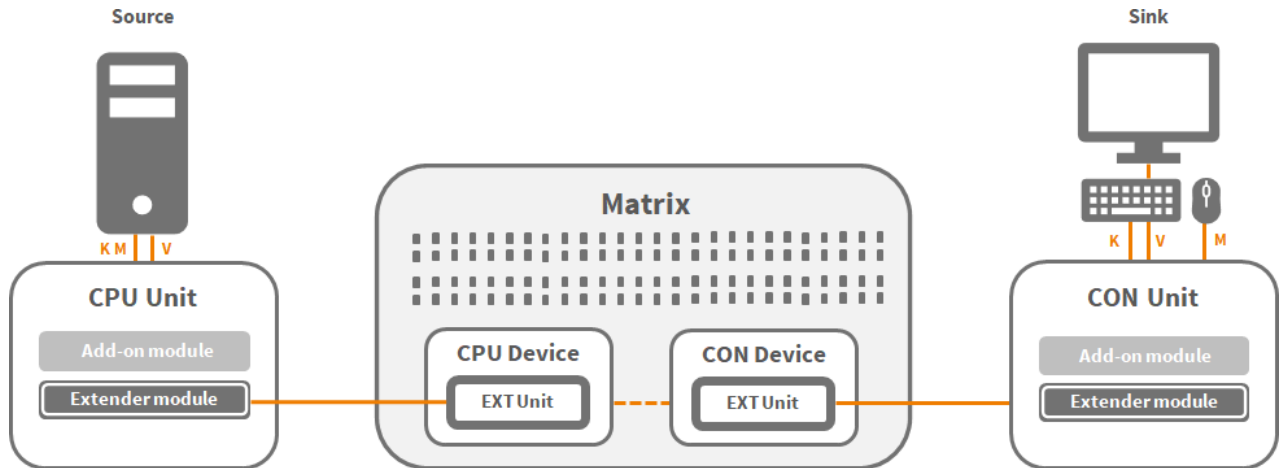 Source
Sink
Matrix
K M
V
K
V
M
CPU Unit
Add-on module
Extender module
CPU Device
EXT Unit
CON Device
EXT Unit
CON Unit
Add-on module
Extender module